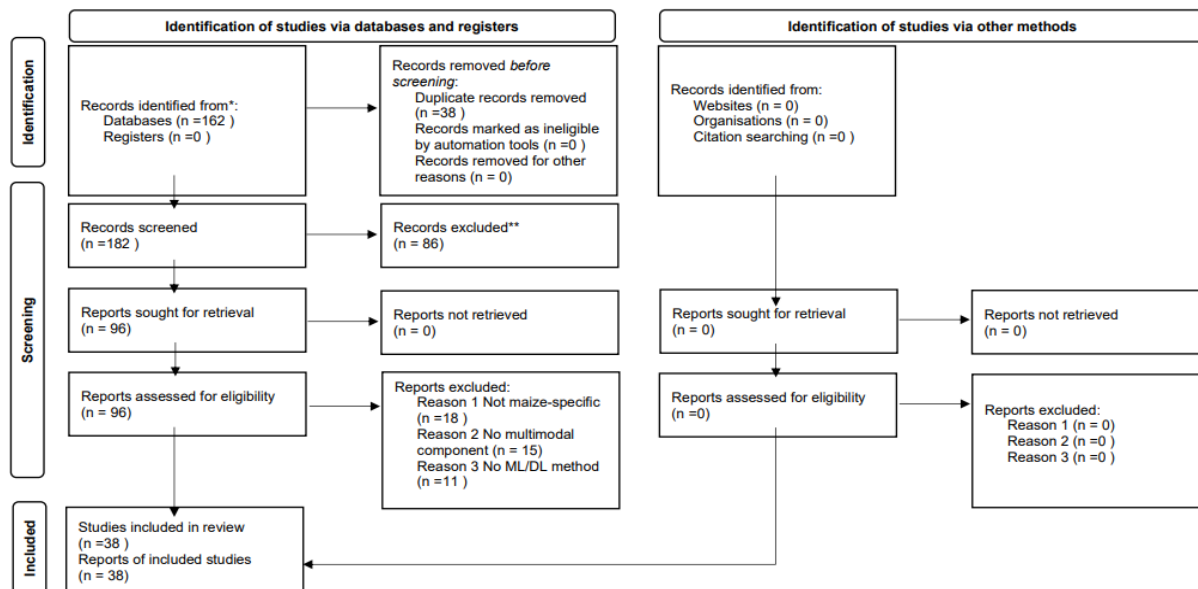 Identification of studies via databases and registers
Identification of studies via other methods
Identification
Records identified from*:
Databases (n =162 )
Registers (n =0 )
Records removed before
screening:
Duplicate records removed
(n =38 )
Records marked as ineligible
by automation tools (n =0 )
Records removed for other
reasons (n = 0)
Records identified from:
Websites (n = 0)
Organisations (n = 0)
Citation searching (n =0 )
Screening
Records screened
(n =182 )
Records excluded**
(n = 86)
Reports sought for retrieval
(n = 96)
Reports not retrieved
(n = 0)
Reports sought for retrieval
(n = 0)
Reports not retrieved
(n = 0)
Reports assessed for eligibility
(n = 96)
Reports excluded:
Reason 1 Not maize-specific
(n =18 )
Reason 2 No multimodal
component (n = 15)
Reason 3 No ML/DL method
(n =11 )
Reports assessed for eligibility
(n =0)
Reports excluded:
Reason 1 (n = 0)
Reason 2 (n =0 )
Reason 3 (n =0 )
Included
Studies included in review
(n =38 )
Reports of included studies
(n = 38)